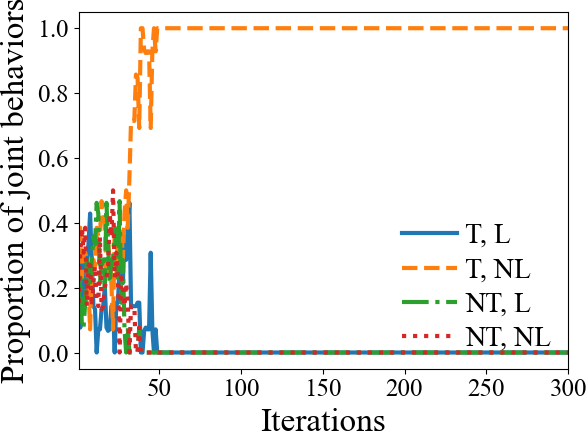 Proportion of joint behaviors
1.0
0.8
0.6
0.4
0.2
0.0
T, L
T, NL
NT, L
NT, NL
50
100
150
200
250
300
Iterations